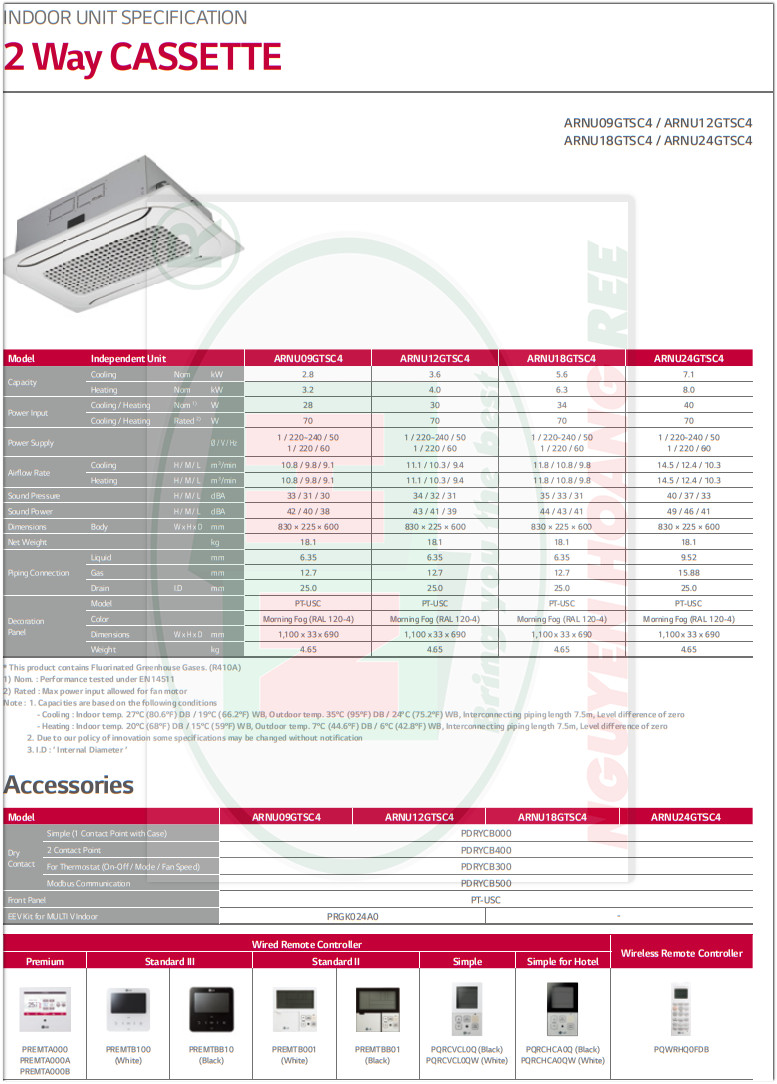 INDOOR UNIT SPECIFICATION
2 Way CASSETTE
ARNU09GTSC4 / ARNU12GTSC4
ARNU18GTSC4 / ARNU24GTSC4
Model Independent Unit ARNU09GTSC4 ARNU12GTSC4 ARNU18GTSC4 ARNU24GTSC4
Capacity Cooling Nom kW 2.8 3.6 5.6 7.1
Heating Nom kW 3.2 4.0 6.3 8.0
Power Input Cooling / Heating Nom 1) W 28 30 34 40
Cooling / Heating Rated 2) W 70 70 70 70
Power Supply Ø / V / Hz 1 / 220-240 / 50 1 / 220-240 / 50 1 / 220-240 / 50 1 / 220-240 / 50
1 / 220 / 60 1 / 220 / 60 1 / 220 / 60 1 / 220 / 60
Airflow Rate Cooling H / M / L m³/min 10.8 / 9.8 / 9.1 11.1 / 10.3 / 9.4 11.8 / 10.8 / 9.8 14.5 / 12.4 / 10.3
Heating H / M / L m³/min 10.8 / 9.8 / 9.1 11.1 / 10.3 / 9.4 11.8 / 10.8 / 9.8 14.5 / 12.4 / 10.3
Sound Pressure H / M / L dBA 33 / 31 / 30 34 / 32 / 31 35 / 33 / 31 40 / 37 / 33
Sound Power H / M / L dBA 42 / 40 / 38 43 / 41 / 39 44 / 43 / 41 49 / 46 / 41
Dimensions Body W x H x D mm 830 × 225 × 600 830 × 225 × 600 830 × 225 × 600 830 × 225 × 600
Net Weight kg 18.1 18.1 18.1 18.1
Piping Connection Liquid mm 6.35 6.35 6.35 9.52
Gas mm 12.7 12.7 12.7 15.88
Drain I.D mm 25.0 25.0 25.0 25.0
Decoration Panel Model PT-USC PT-USC PT-USC PT-USC
Color Morning Fog (RAL 120-4) Morning Fog (RAL 120-4) Morning Fog (RAL 120-4) Morning Fog (RAL 120-4)
Dimensions W x H x D mm 1,100 x 33 x 690 1,100 x 33 x 690 1,100 x 33 x 690 1,100 x 33 x 690
Weight kg 4.65 4.65 4.65 4.65
* This product contains Fluorinated Greenhouse Gases. (R410A)
1) Nom. : Performance tested under EN14511
2) Rated : Max power input allowed for fan motor
Note : 1. Capacities are based on the following conditions
- Cooling : Indoor temp. 27°C (80.6°F) DB / 19°C (66.2°F) WB, Outdoor temp. 35°C (95°F) DB / 24°C (75.2°F) WB, Interconnecting piping length 7.5m, Level difference of zero
- Heating : Indoor temp. 20°C (68°F) DB / 15°C (59°F) WB, Outdoor temp. 7°C (44.6°F) DB / 6°C (42.8°F) WB, Interconnecting piping length 7.5m, Level difference of zero
2. Due to our policy of innovation some specifications may be changed without notification
3. I.D : ' Internal Diameter '
Accessories
Model ARNU09GTSC4 ARNU12GTSC4 ARNU18GTSC4 ARNU24GTSC4
Dry Contact Simple (1 Contact Point with Case) PDRYCB000
2 Contact Point PDRYCB400
For Thermostat (On-Off / Mode / Fan Speed) PDRYCB300
Modbus Communication PDRYCB500
Front Panel PT-USC
EEV Kit for MULTI V Indoor PRGK024A0 -
Wired Remote Controller Wireless Remote Controller
Premium Standard III Standard II Simple Simple for Hotel
PREMTA000 PREMTB100 PREMTBB10 PREMTB001 PREMTBB01 PQRCVCL0Q (Black) PQRCHCA0Q (Black) PQWRHQ0FDB
PREMTA000A (White) (Black) (White) (Black) PQRCVCL0QW (White) PQRCHCA0QW (White)
PREMTA000B
®
Bring you the best
NGUYEN HOANG REE